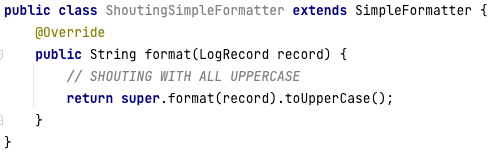 public class ShoutingSimpleFormatter extends SimpleFormatter {
    @Override
    public String format(LogRecord record) {
        // SHOUTING WITH ALL UPPERCASE
        return super.format(record).toUpperCase();
    }
}